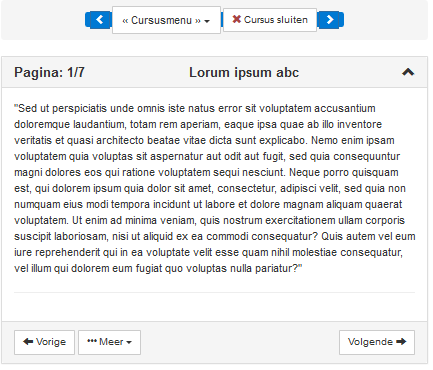 « Cursusmenu » Cursus sluiten
Pagina: 1/7 Lorum ipsum abc
"Sed ut perspiciatis unde omnis iste natus error sit voluptatem accusantium
doloremque laudantium, totam rem aperiam, eaque ipsa quae ab illo inventore
veritatis et quasi architecto beatae vitae dicta sunt explicabo. Nemo enim ipsam
voluptatem quia voluptas sit aspernatur aut odit aut fugit, sed quia consequuntur
magni dolores eos qui ratione voluptatem sequi nesciunt. Neque porro quisquam
est, qui dolorem ipsum quia dolor sit amet, consectetur, adipisci velit, sed quia non
numquam eius modi tempora incidunt ut labore et dolore magnam aliquam quaerat
voluptatem. Ut enim ad minima veniam, quis nostrum exercitationem ullam corporis
suscipit laboriosam, nisi ut aliquid ex ea commodi consequatur? Quis autem vel eum
iure reprehenderit qui in ea voluptate velit esse quam nihil molestiae consequatur,
vel illum qui dolorem eum fugiat quo voluptas nulla pariatur?"
Vorige Meer Volgende